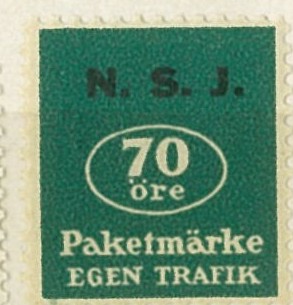 N. S. J.
70
öre
Paketmärke
EGEN TRAFIK